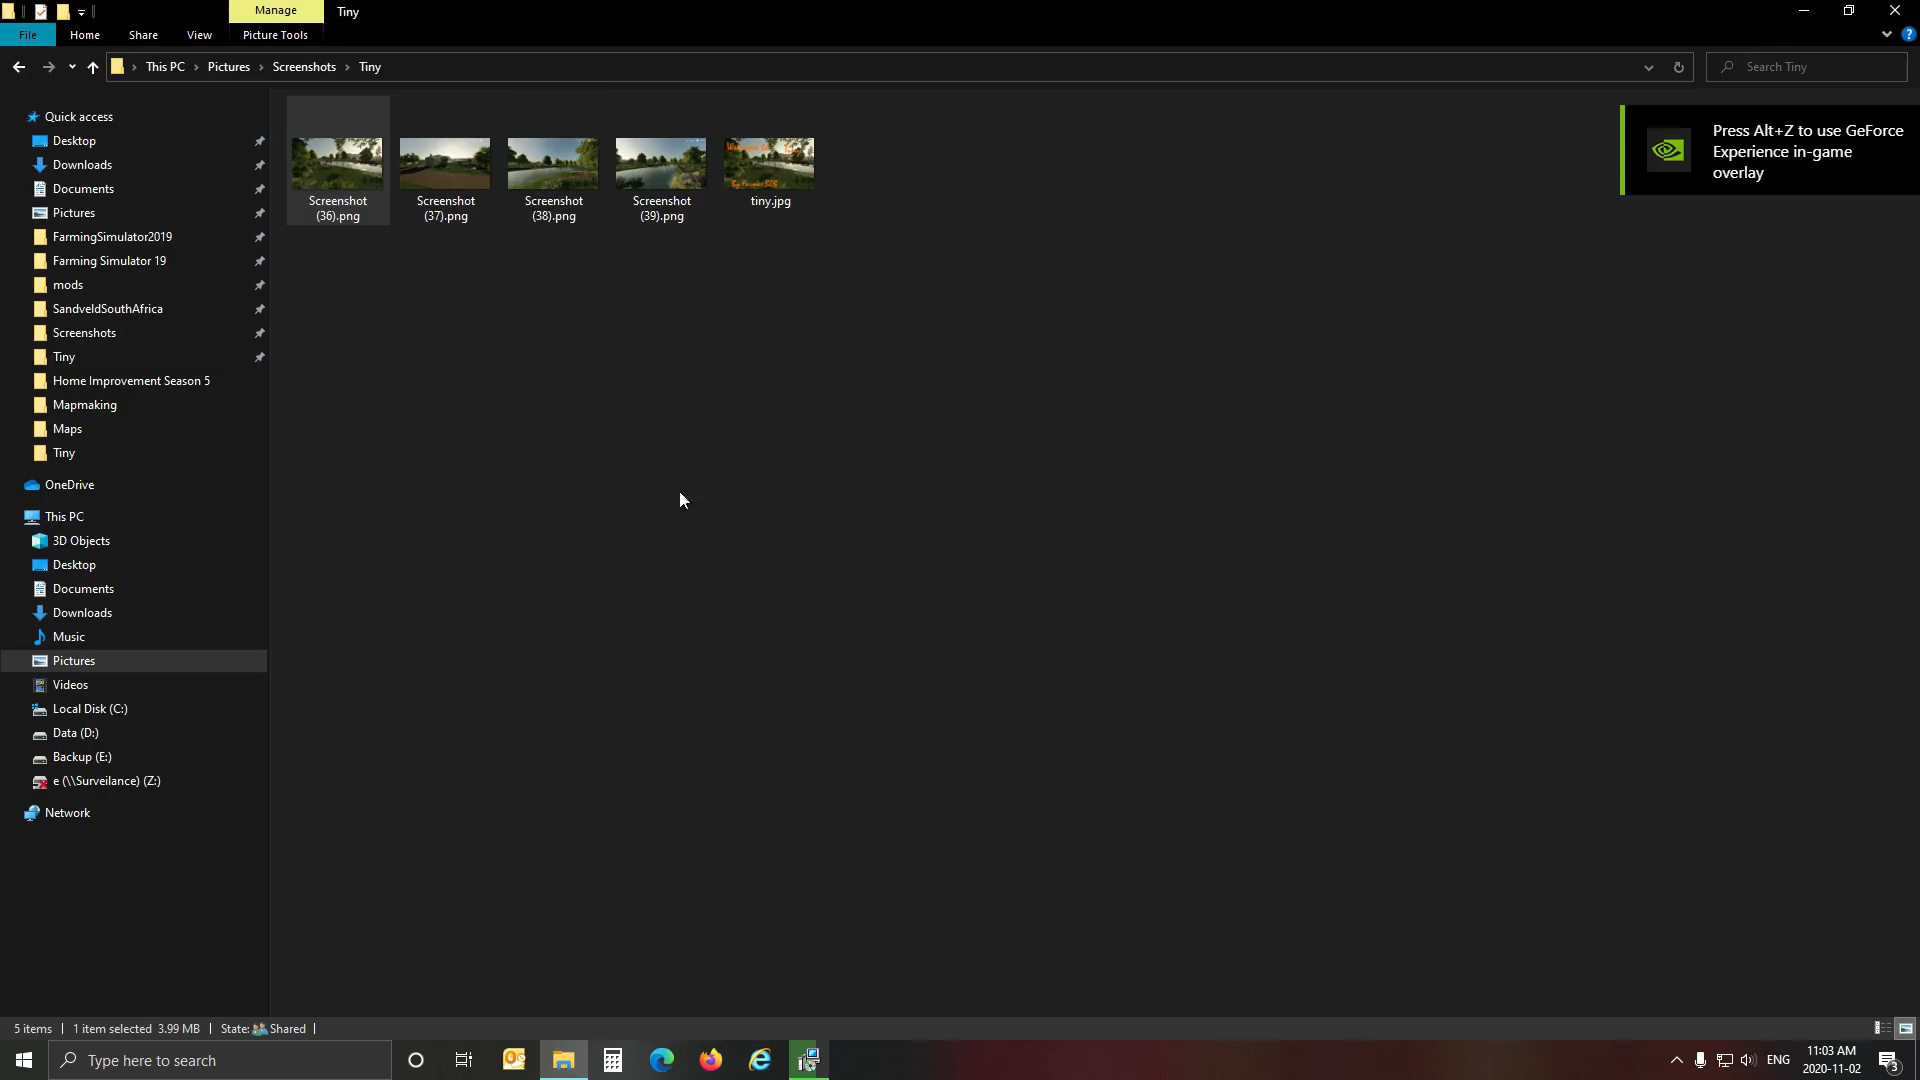 Manage
Tiny
File
Home
Share
View
Picture Tools
This PC
Pictures
Screenshots
Tiny
Search Tiny
Press Alt+Z to use GeForce
Experience in-game
overlay
Quick access
Desktop
Downloads
Documents
Pictures
FarmingSimulator2019
Farming Simulator 19
mods
SandveldSouthAfrica
Screenshots
Tiny
Home Improvement Season 5
Mapmaking
Maps
Tiny
OneDrive
This PC
3D Objects
Desktop
Documents
Downloads
Music
Pictures
Videos
Local Disk (C:)
Data (D:)
Backup (E:)
e (\\Surveilance) (Z:)
Network
Screenshot
(36).png
Screenshot
(37).png
Screenshot
(38).png
Screenshot
(39).png
tiny.jpg
5 items
1 item selected 3.99 MB
State: Shared
Type here to search
ENG
11:03 AM
2020-11-02
3